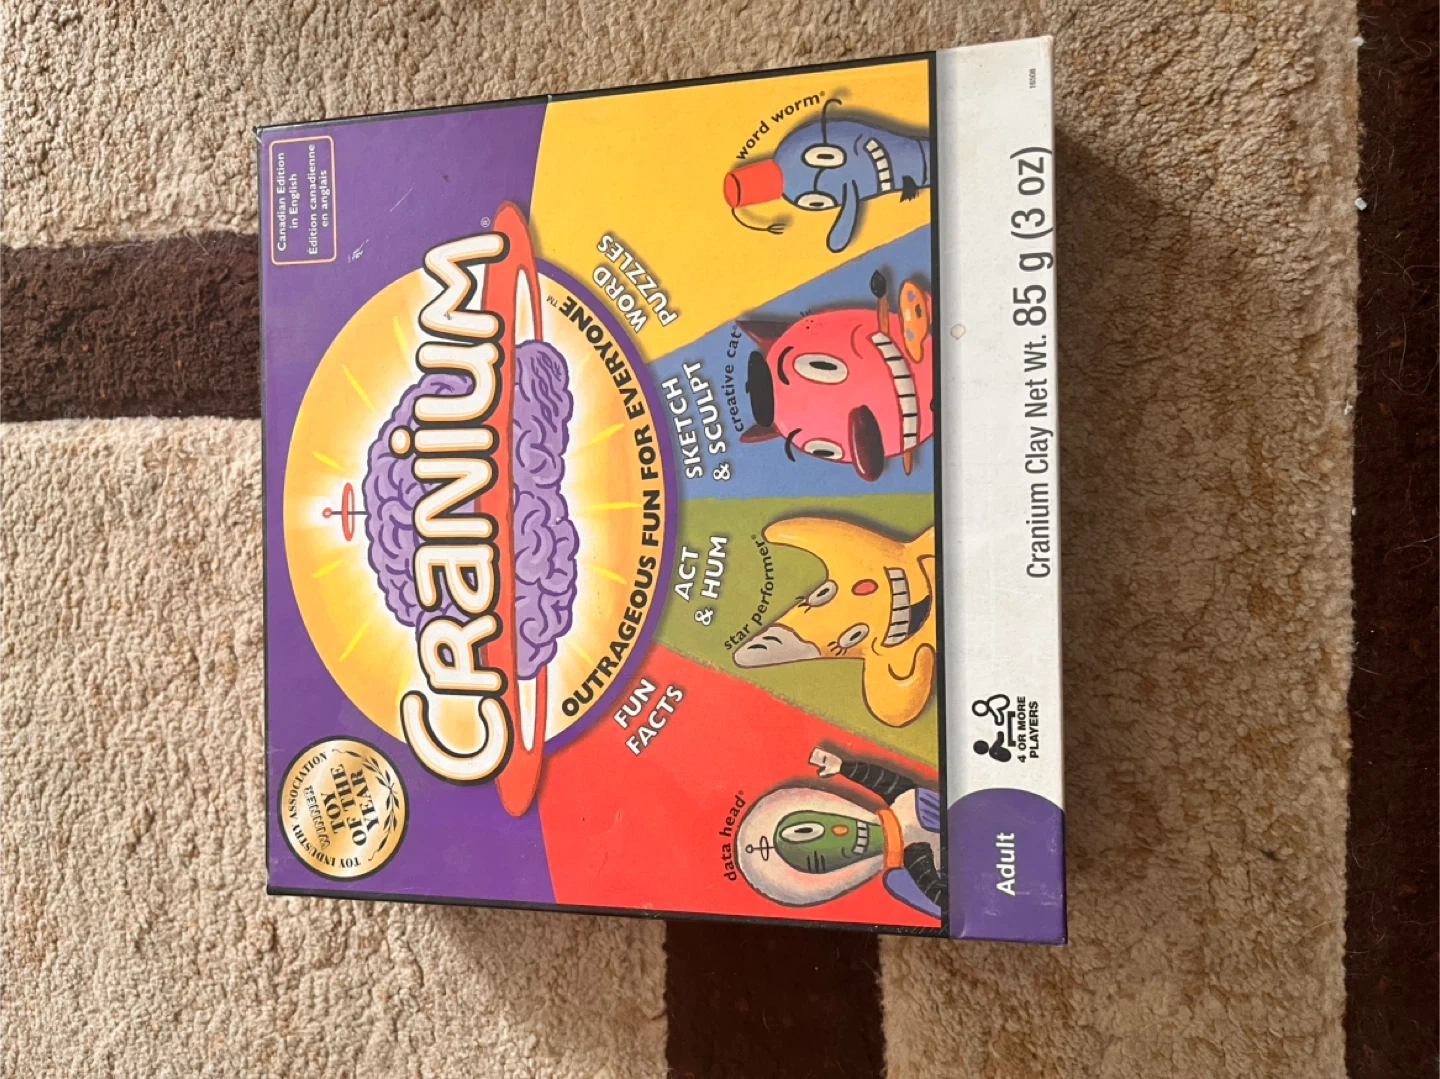 TOY INDUSTRY ASSOCIATION
WINNER
TOY
OF THE
YEAR
Canadian Edition
in English
Édition canadienne
en anglais
CRANIUM®
OUTRAGEOUS FUN FOR EVERYONE™
FUN
FACTS
ACT
& HUM
SKETCH
& SCULPT
WORD
PUZZLES
data head®
star performer®
creative cat®
word worm®
Adult
4 OR MORE
PLAYERS
Cranium Clay Net Wt. 85 g (3 oz)